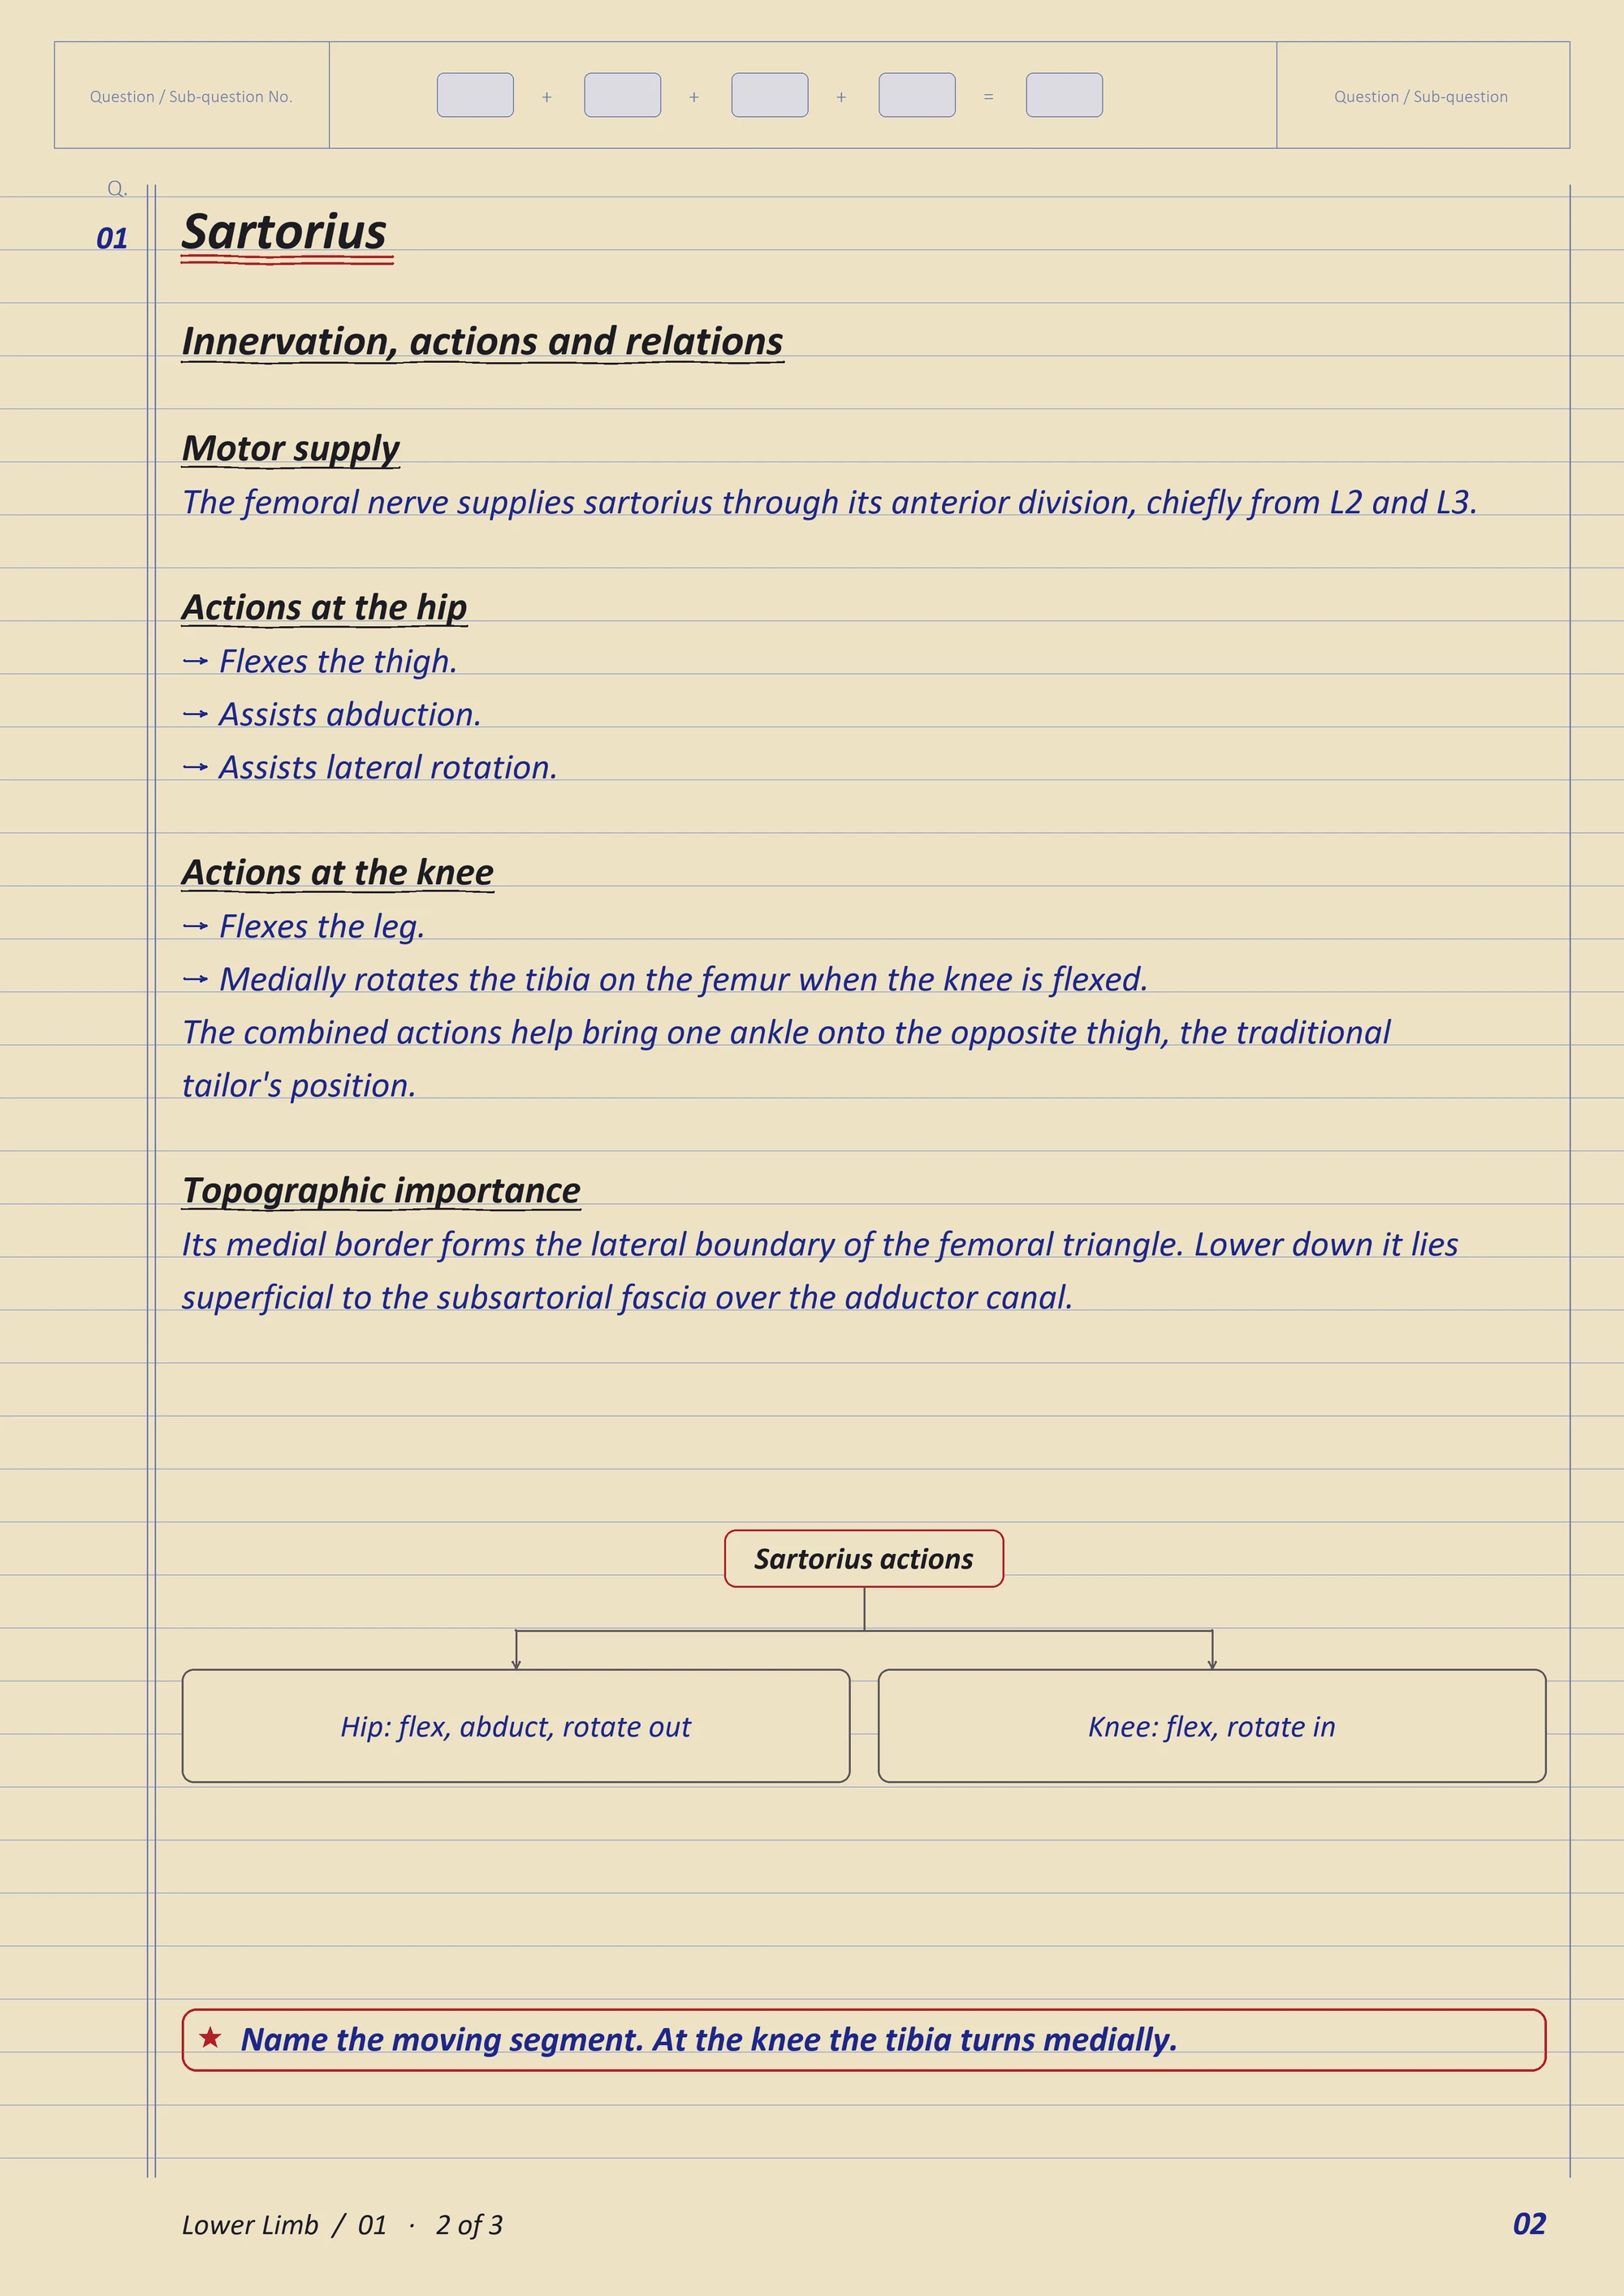 Question / Sub-question No.
+ + + =
Question / Sub-question
Q.
01
Sartorius
Innervation, actions and relations
Motor supply
The femoral nerve supplies sartorius through its anterior division, chiefly from L2 and L3.
Actions at the hip
→ Flexes the thigh.
→ Assists abduction.
→ Assists lateral rotation.
Actions at the knee
→ Flexes the leg.
→ Medially rotates the tibia on the femur when the knee is flexed.
The combined actions help bring one ankle onto the opposite thigh, the traditional
tailor's position.
Topographic importance
Its medial border forms the lateral boundary of the femoral triangle. Lower down it lies
superficial to the subsartorial fascia over the adductor canal.
Sartorius actions
Hip: flex, abduct, rotate out
Knee: flex, rotate in
★ Name the moving segment. At the knee the tibia turns medially.
Lower Limb / 01 · 2 of 3
02